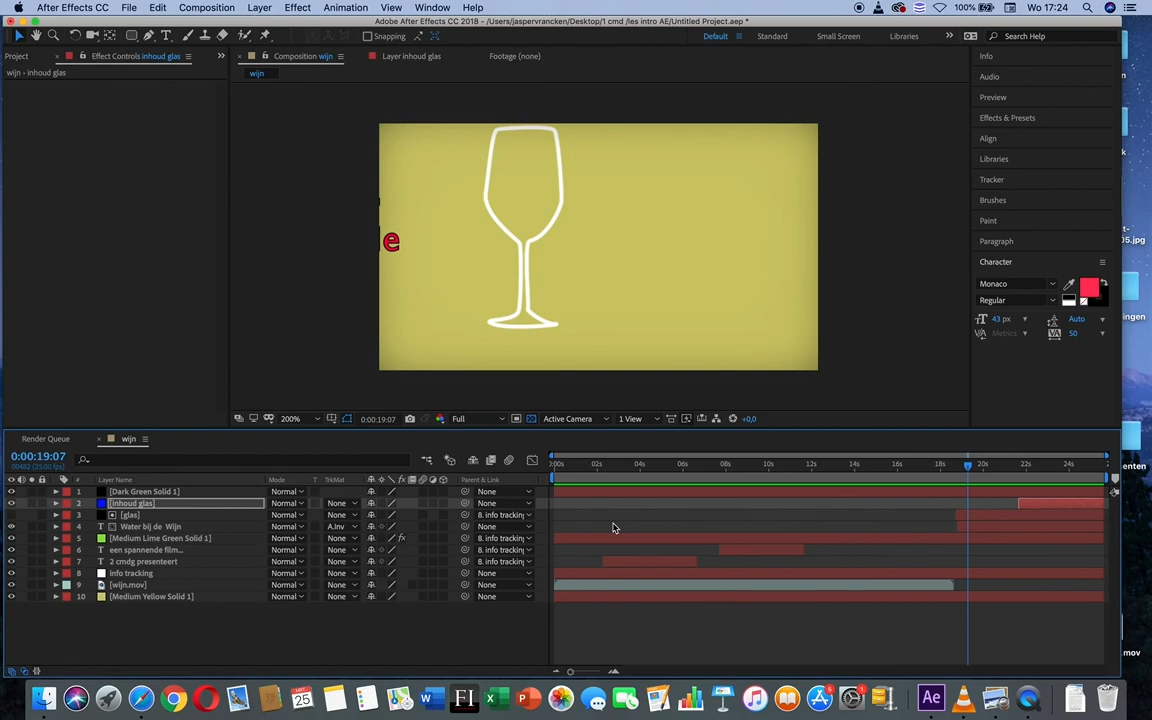 After Effects CC File Edit Composition Layer Effect Animation View Window Help 100% Wo 17:24
Adobe After Effects CC 2018 - /Users/jaspervrancken/Desktop/1 cmd /les intro AE/Untitled Project.aep *
Snapping Default Standard Small Screen Libraries Search Help
Project Effect Controls inhoud glas Composition wijn Layer inhoud glas Footage (none) Info
wijn • inhoud glas wijn Audio
Preview
Effects & Presets
Align
Libraries
Tracker
Brushes
Paint
Paragraph
05.jpg
e
Character
Monaco
Regular
ingen
43 px Auto
Metrics 50
200% 0:00:19:07 Full Active Camera 1 View +0,0
Render Queue wijn
0:00:19:07
00482 (25.00 fps)
enten
:00s 02s 04s 06s 08s 10s 12s 14s 16s 18s 20s 22s 24s
# Layer Name Mode T TrkMat Parent & Link
1 [Dark Green Solid 1] Normal None
2 [inhoud glas] Normal None None
3 [glas] Normal None 8. info tracking
4 T Water bij de Wijn Normal A.Inv None
5 [Medium Lime Green Solid 1] Normal None 8. info tracking
6 T een spannende film... Normal None 8. info tracking
7 T 2 cmdg presenteert Normal None 8. info tracking
8 info tracking Normal None None
9 [wijn.mov] Normal None None
10 [Medium Yellow Solid 1] Normal None None
.mov